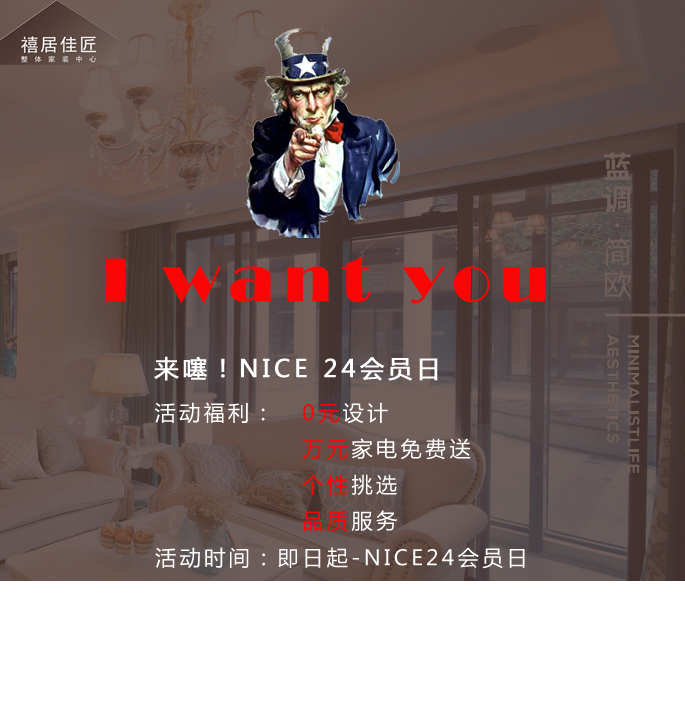 禧居佳匠
整体家装中心
I want you
蓝调·简欧
MINIMALISTLIFE
AESTHETICS
来噻！NICE 24会员日
活动福利： 0元设计
万元家电免费送
个性挑选
品质服务
活动时间：即日起-NICE24会员日